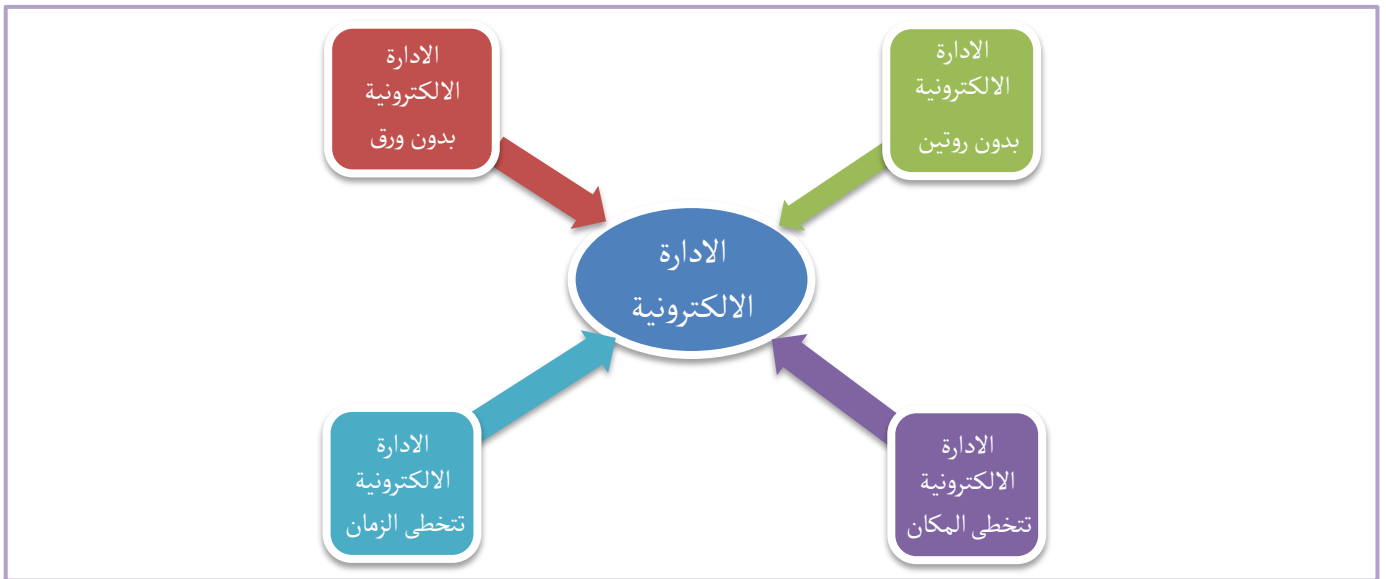 الادارة
الالكترونية
بدون روتين
الادارة
الالكترونية
بدون ورق
الادارة
الالكترونية
الادارة
الالكترونية
تتخطى المكان
الادارة
الالكترونية
تتخطى الزمان